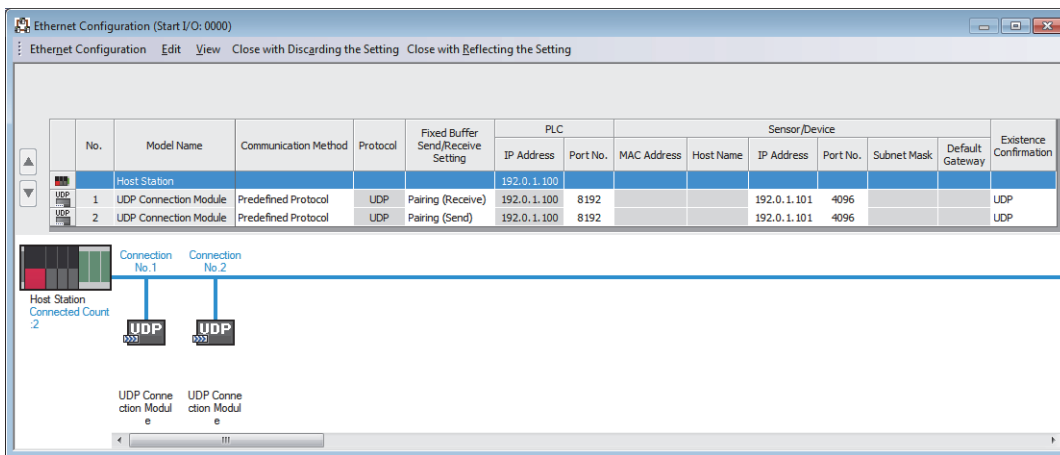 Ethernet Configuration (Start I/O: 0000)
Ethernet Configuration Edit View Close with Discarding the Setting Close with Reflecting the Setting
No. Model Name Communication Method Protocol Fixed Buffer Send/Receive Setting PLC Sensor/Device Existence Confirmation
IP Address Port No. MAC Address Host Name IP Address Port No. Subnet Mask Default Gateway
Host Station 192.0.1.100
UDP 1 UDP Connection Module Predefined Protocol UDP Pairing (Receive) 192.0.1.100 8192 192.0.1.101 4096 UDP
UDP 2 UDP Connection Module Predefined Protocol UDP Pairing (Send) 192.0.1.100 8192 192.0.1.101 4096 UDP
Connection Connection
No.1 No.2
Host Station
Connected Count
:2
UDP UDP
UDP Conne UDP Conne
ction Modul ction Modul
e e